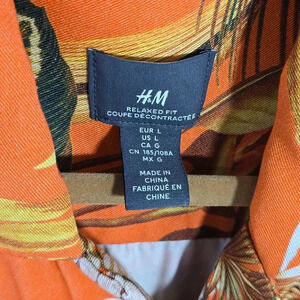 H&M
RELAXED FIT
COUPE DÉCONTRACTÉE
EUR L
US L
CA G
CN 185/108A
MX G
MADE IN
CHINA
FABRIQUÉ EN
CHINE